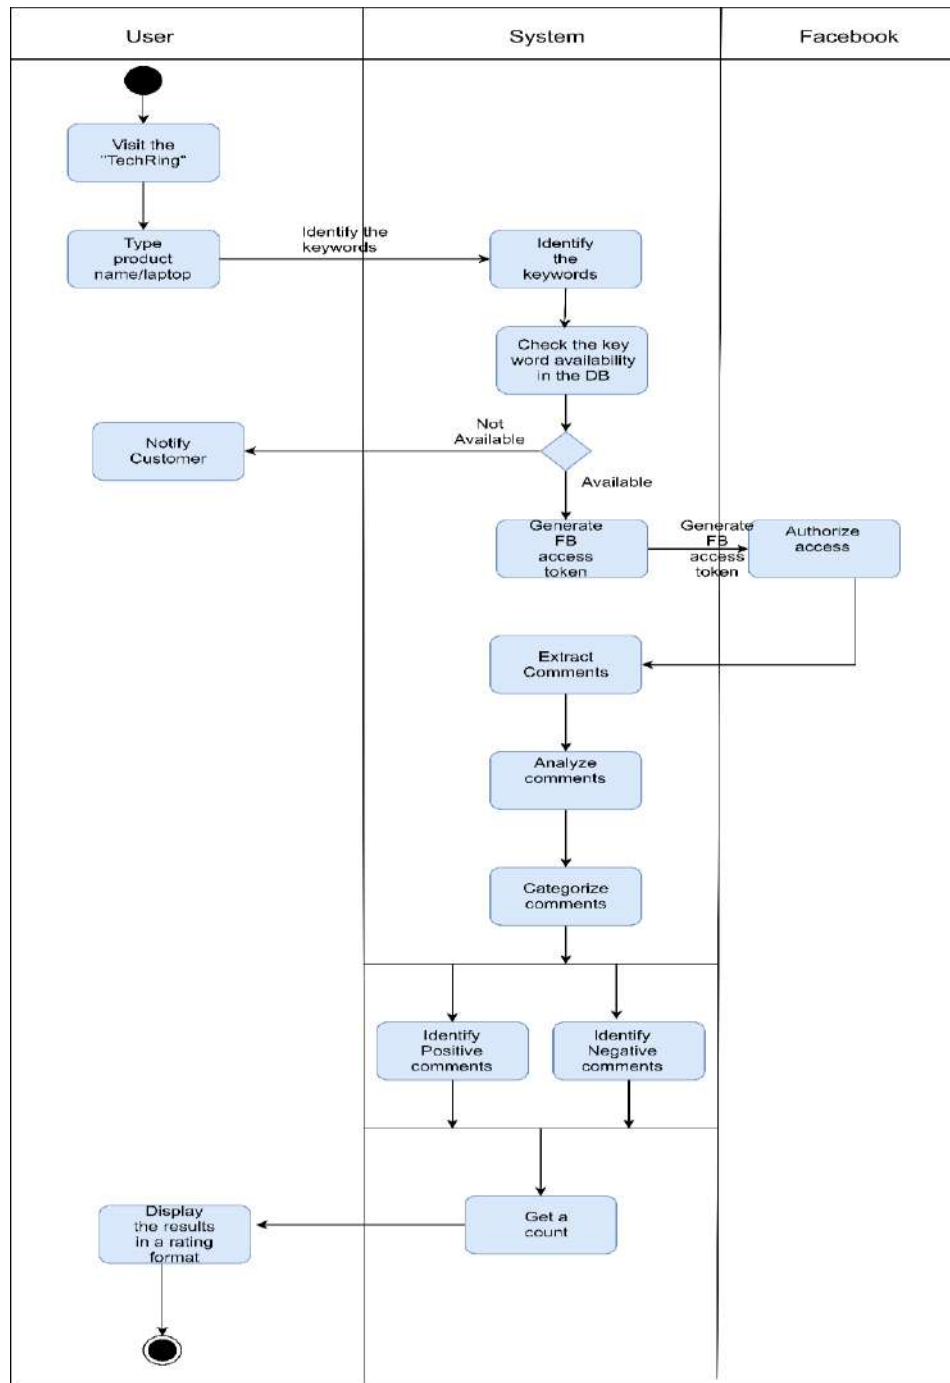 User
System
Facebook
Visit the
"TechRing"
Type
product
name/laptop
Identify the
keywords
Identify
the
keywords
Check the key
word availability
in the DB
Not
Available
Notify
Customer
Available
Generate
FB
access
token
Generate
FB
access
token
Authorize
access
Extract
Comments
Analyze
comments
Categorize
comments
Identify
Positive
comments
Identify
Negative
comments
Get a
count
Display
the results
in a rating
format